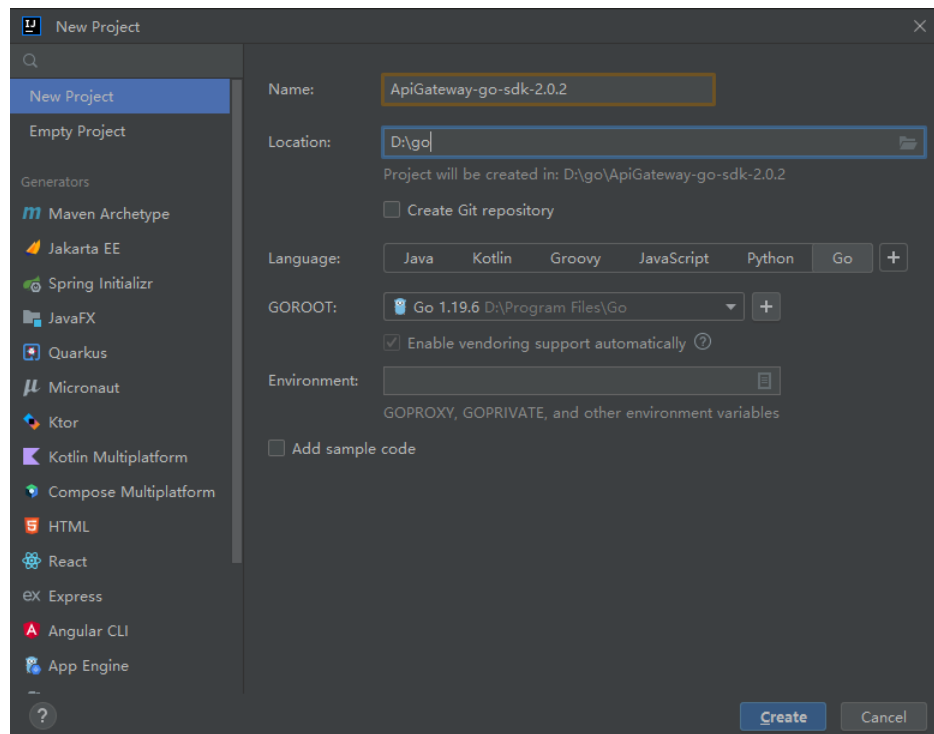 New Project
New Project
Empty Project
Generators
Maven Archetype
Jakarta EE
Spring Initializr
JavaFX
Quarkus
Micronaut
Ktor
Kotlin Multiplatform
Compose Multiplatform
HTML
React
Express
Angular CLI
App Engine
Name: ApiGateway-go-sdk-2.0.2
Location: D:\go
Project will be created in: D:\go\ApiGateway-go-sdk-2.0.2
Create Git repository
Language: Java Kotlin Groovy JavaScript Python Go +
GOROOT: Go 1.19.6 D:\Program Files\Go +
Enable vendoring support automatically ?
Environment:
GOPROXY, GOPRIVATE, and other environment variables
Add sample code
? Create Cancel